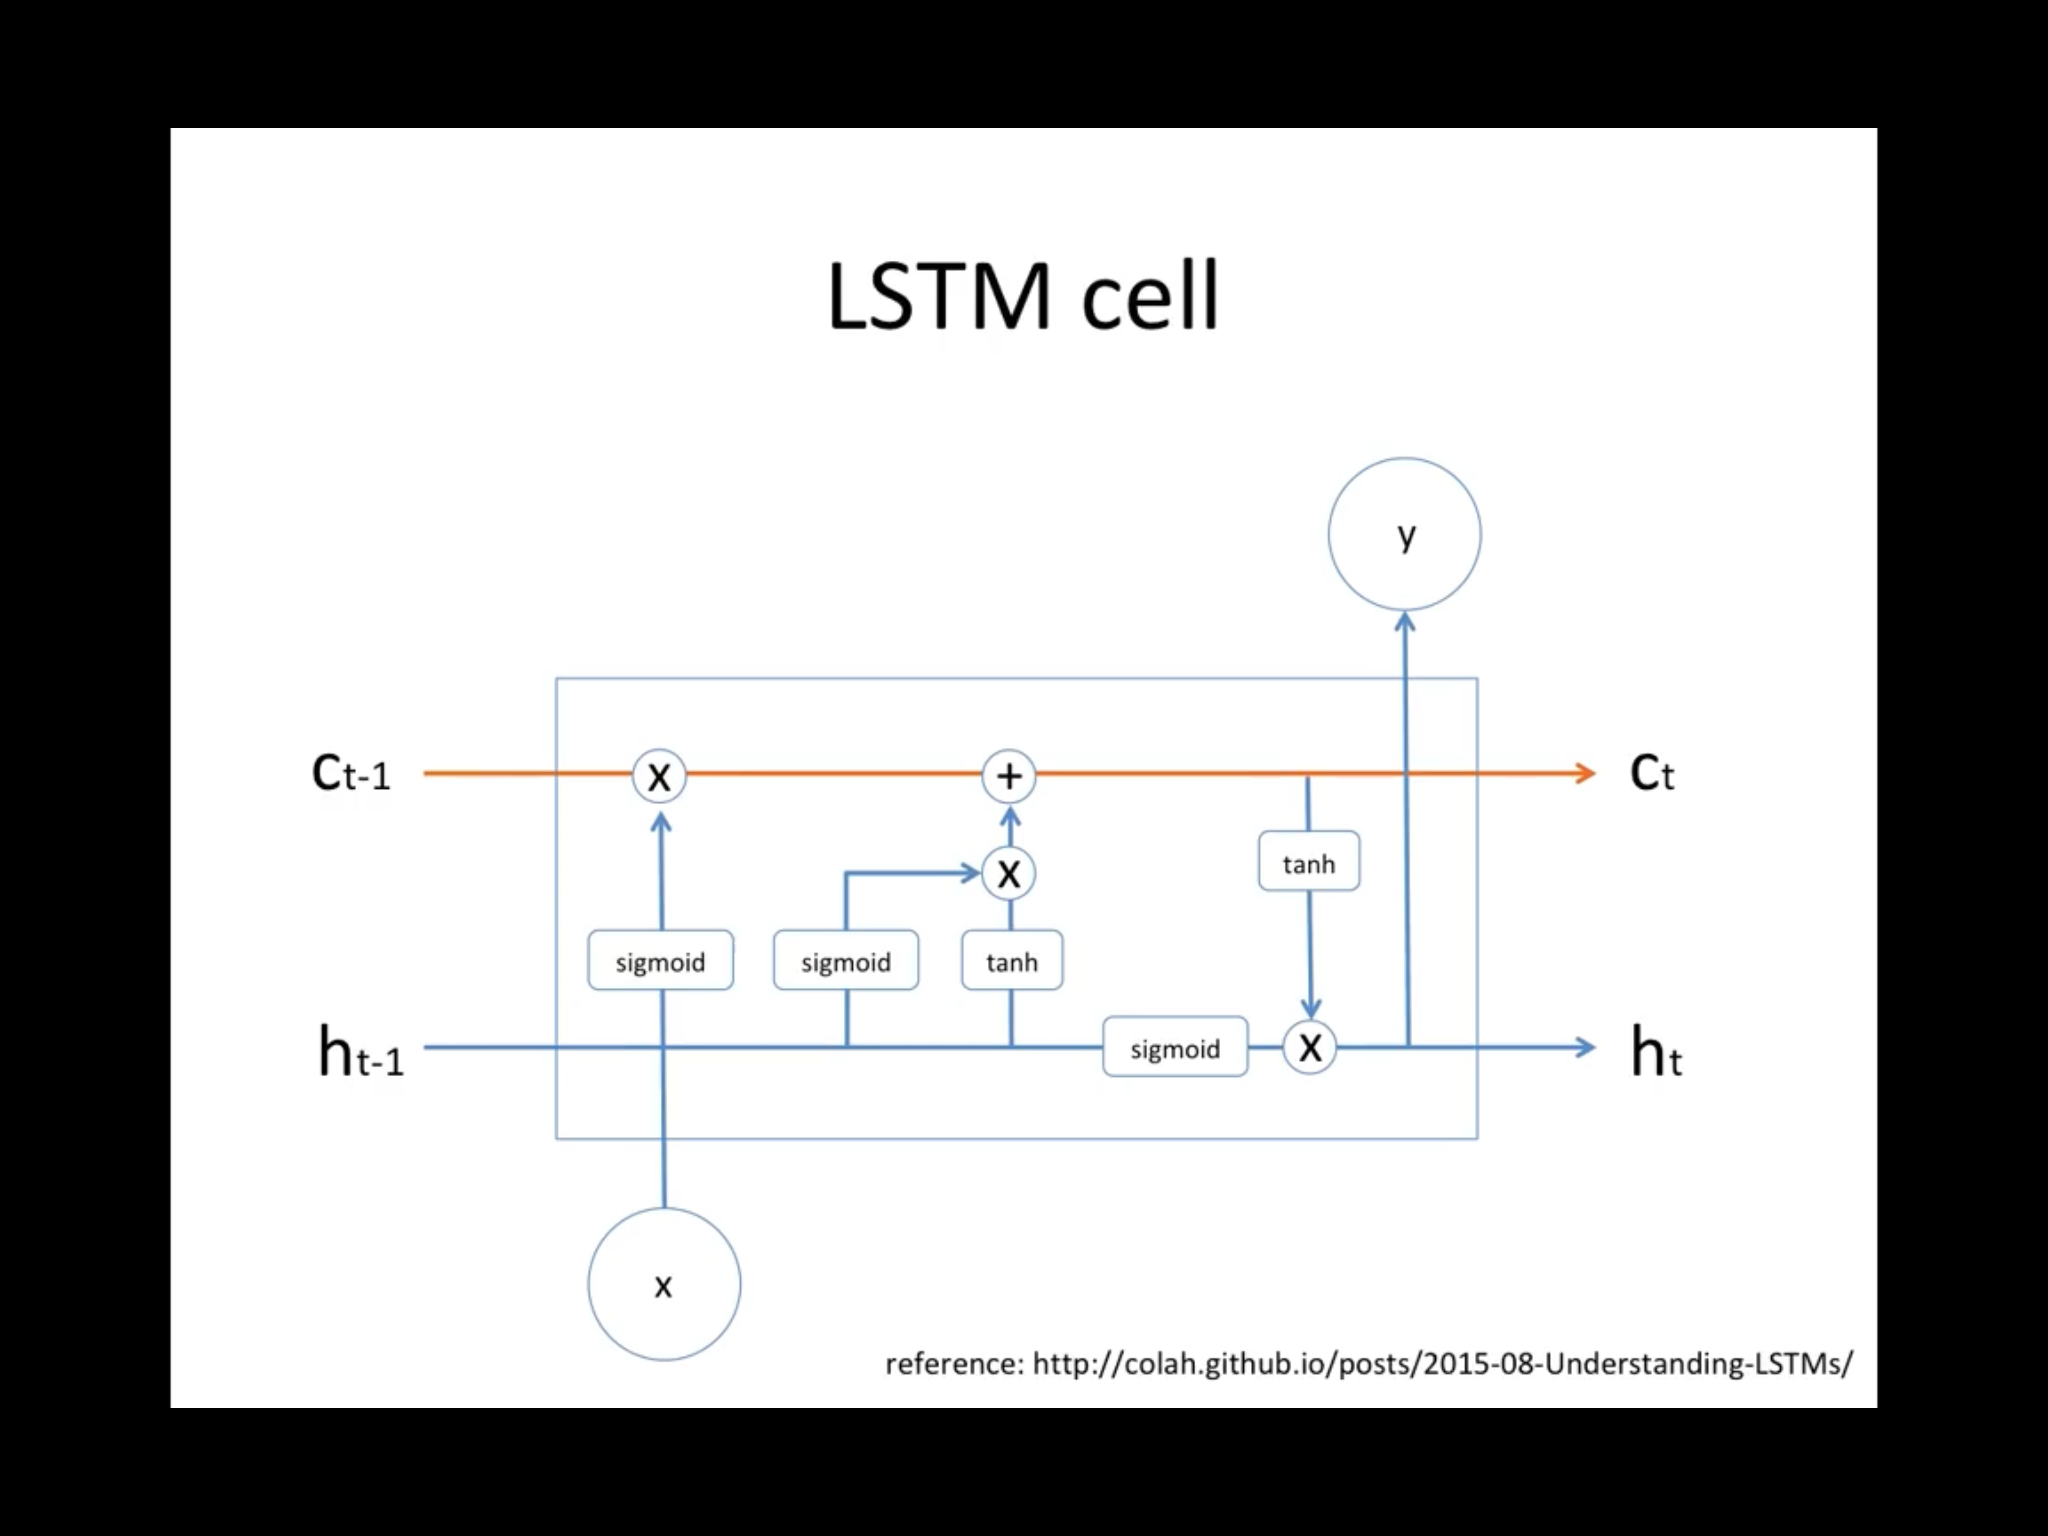 LSTM cell
y
Ct-1
X
+
Ct
X
tanh
sigmoid
sigmoid
tanh
ht-1
sigmoid
X
ht
x
reference: http://colah.github.io/posts/2015-08-Understanding-LSTMs/